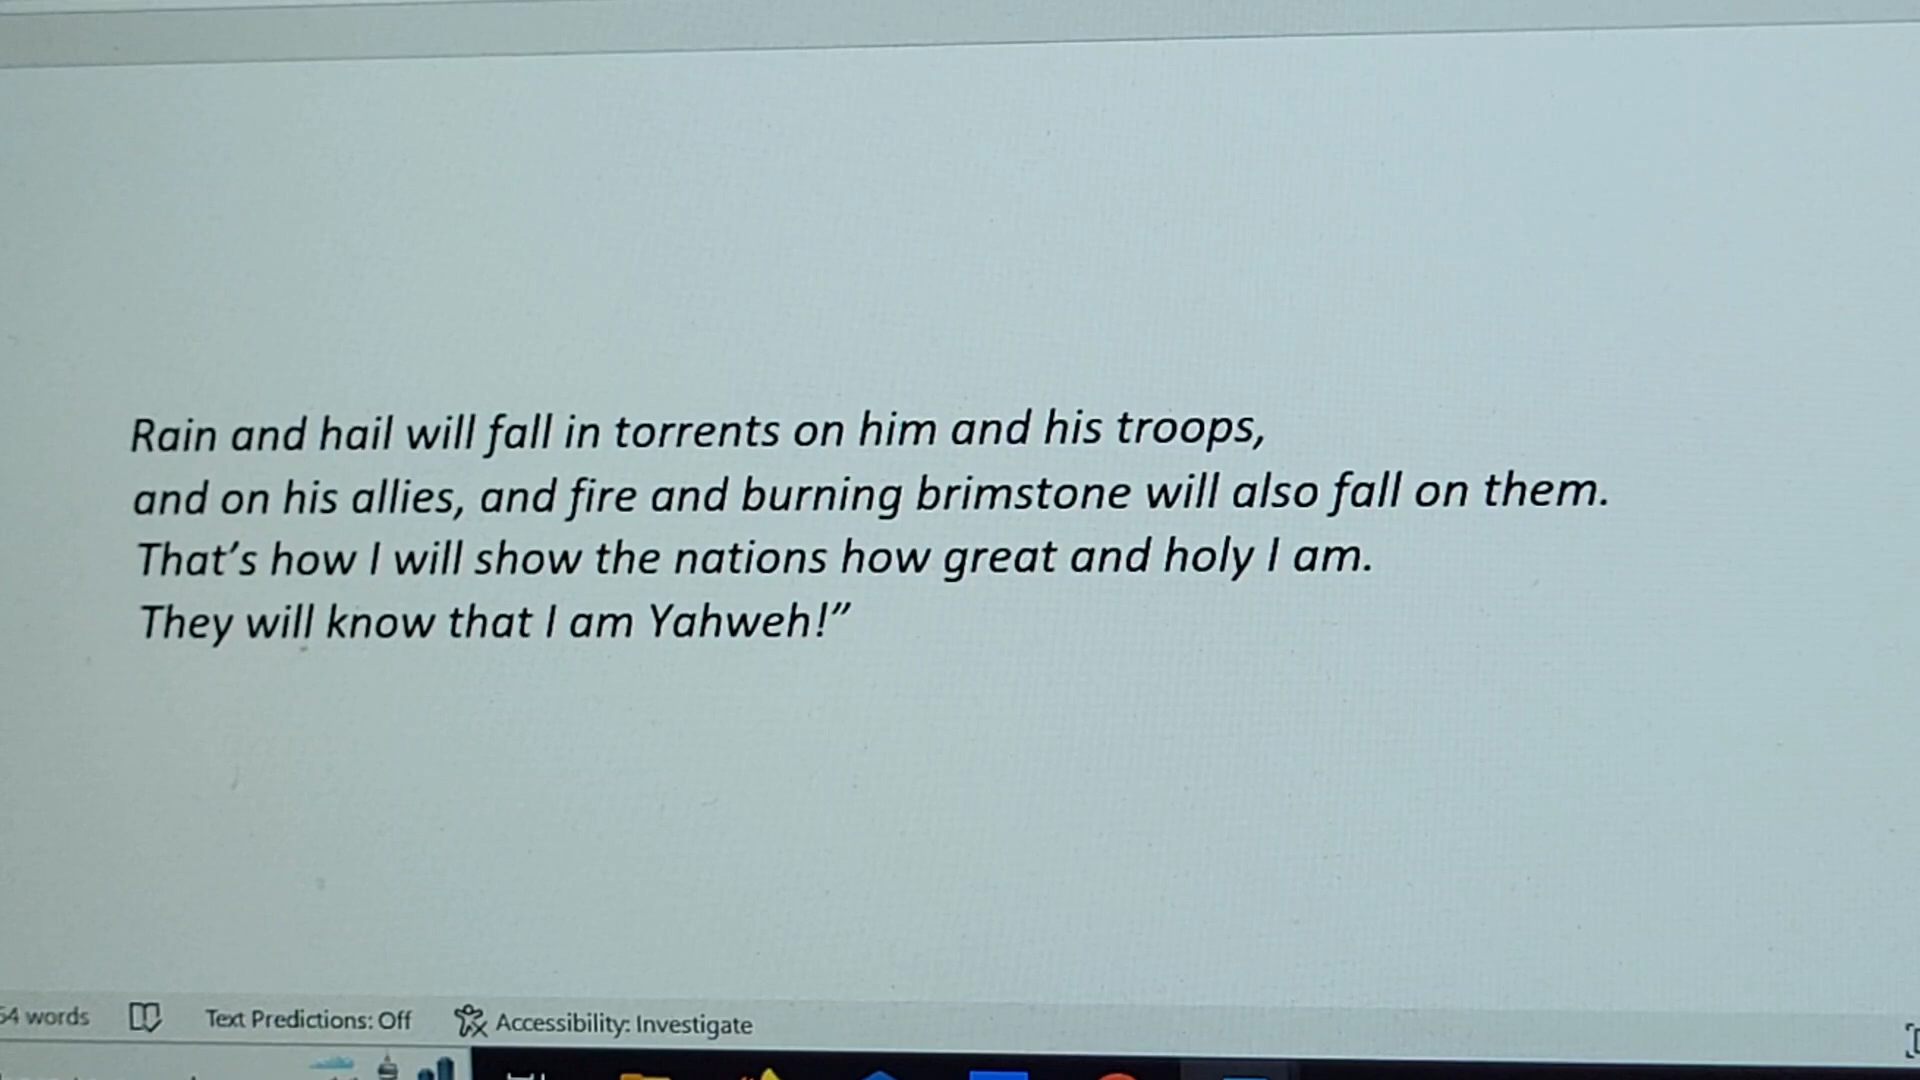 Rain and hail will fall in torrents on him and his troops,
and on his allies, and fire and burning brimstone will also fall on them.
That’s how I will show the nations how great and holy I am.
They will know that I am Yahweh!”
words Text Predictions: Off Accessibility: Investigate